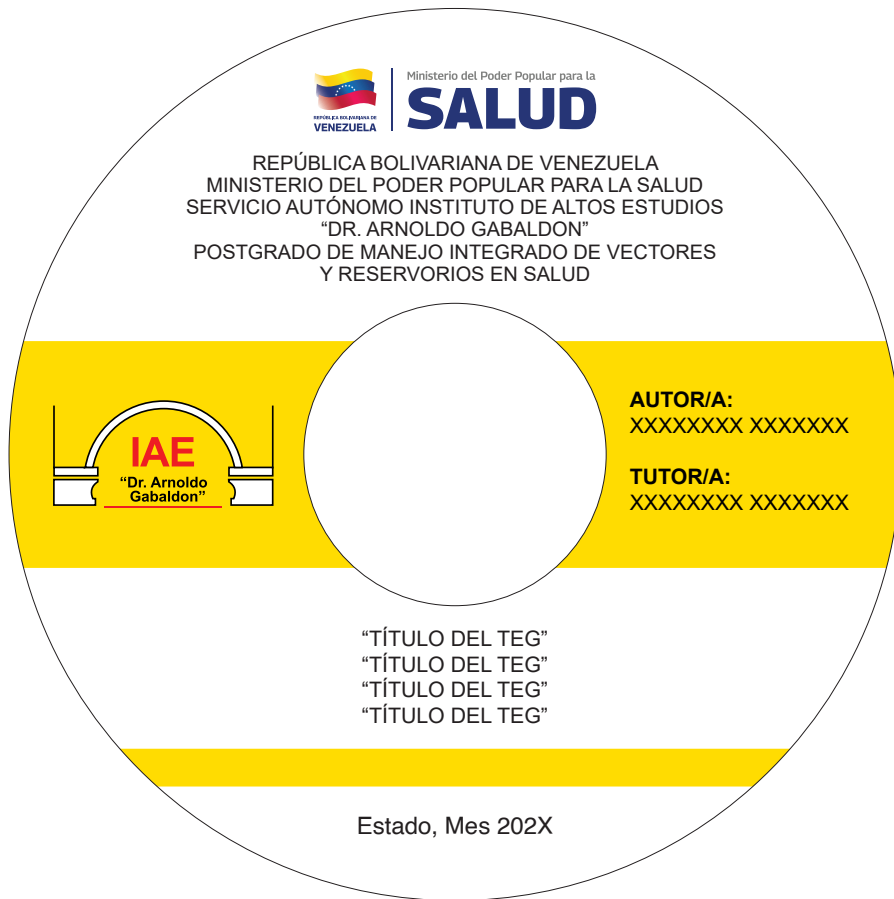 Ministerio del Poder Popular para la
SALUD
REPÚBLICA BOLIVARIANA DE
VENEZUELA
REPÚBLICA BOLIVARIANA DE VENEZUELA
MINISTERIO DEL PODER POPULAR PARA LA SALUD
SERVICIO AUTÓNOMO INSTITUTO DE ALTOS ESTUDIOS
“DR. ARNOLDO GABALDON”
POSTGRADO DE MANEJO INTEGRADO DE VECTORES
Y RESERVORIOS EN SALUD
IAE
“Dr. Arnoldo
Gabaldon”
AUTOR/A:
XXXXXXXX XXXXXXX
TUTOR/A:
XXXXXXXX XXXXXXX
“TÍTULO DEL TEG”
“TÍTULO DEL TEG”
“TÍTULO DEL TEG”
“TÍTULO DEL TEG”
Estado, Mes 202X